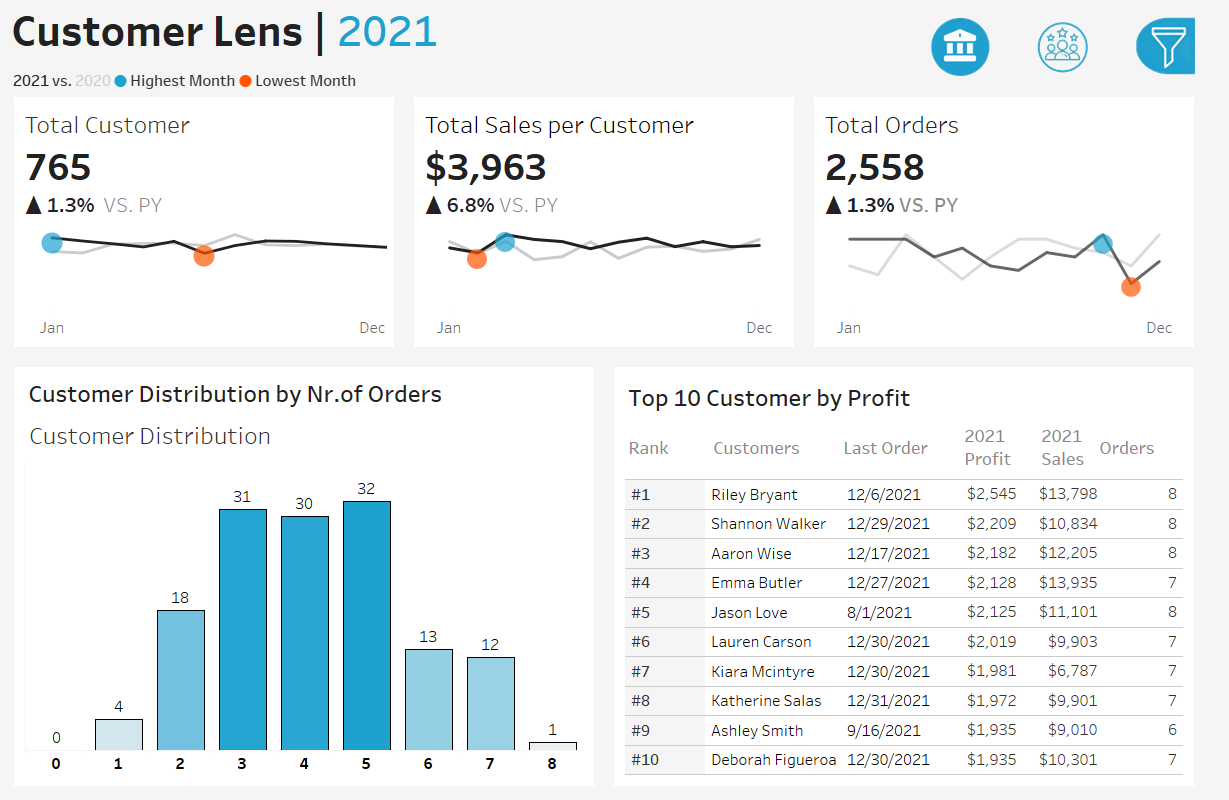 Customer Lens | 2021
2021 vs. 2020 Highest Month Lowest Month
Total Customer
765
▲ 1.3% VS. PY
Jan Dec
Total Sales per Customer
$3,963
▲ 6.8% VS. PY
Jan Dec
Total Orders
2,558
▲ 1.3% VS. PY
Jan Dec
Customer Distribution by Nr.of Orders
Customer Distribution
0 4 18 31 30 32 13 12 1
0 1 2 3 4 5 6 7 8
Top 10 Customer by Profit
Rank Customers Last Order 2021 Profit 2021 Sales Orders
#1 Riley Bryant 12/6/2021 $2,545 $13,798 8
#2 Shannon Walker 12/29/2021 $2,209 $10,834 8
#3 Aaron Wise 12/17/2021 $2,182 $12,205 8
#4 Emma Butler 12/27/2021 $2,128 $13,935 7
#5 Jason Love 8/1/2021 $2,125 $11,101 8
#6 Lauren Carson 12/30/2021 $2,019 $9,903 7
#7 Kiara Mcintyre 12/30/2021 $1,981 $6,787 7
#8 Katherine Salas 12/31/2021 $1,972 $9,901 7
#9 Ashley Smith 9/16/2021 $1,935 $9,010 6
#10 Deborah Figueroa 12/30/2021 $1,935 $10,301 7